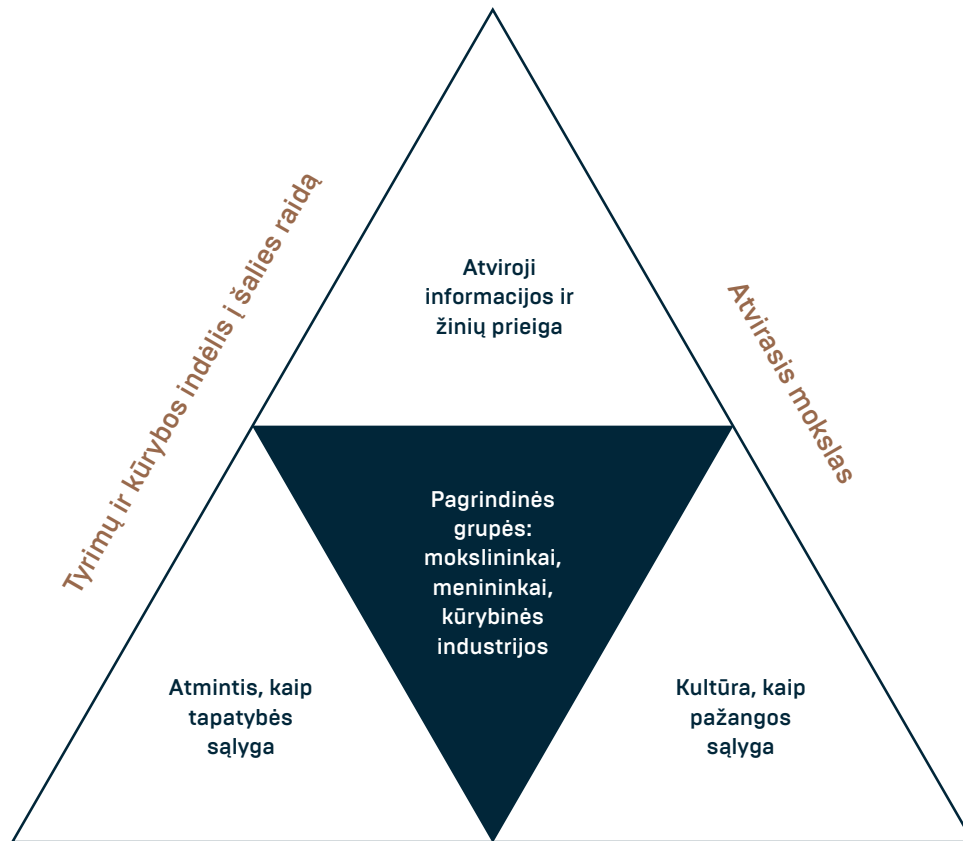 Tyrimų ir kūrybos indėlis į šalies raidą
Atvirasis mokslas
Atviroji
informacijos ir
žinių prieiga
Pagrindinės
grupės:
mokslininkai,
menininkai,
kūrybinės
industrijos
Atmintis, kaip
tapatybės
sąlyga
Kultūra, kaip
pažangos
sąlyga